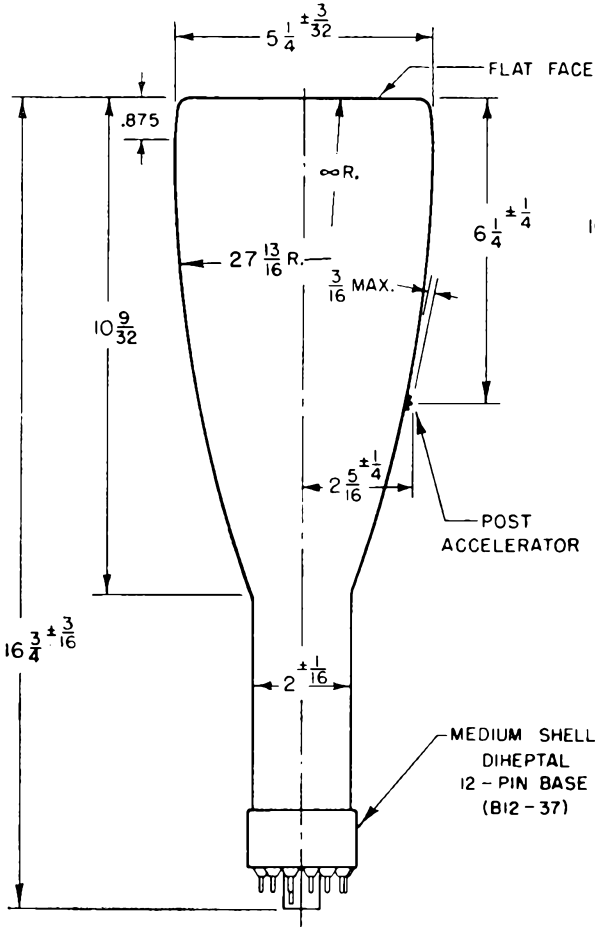 5 1/4 ± 3/32
FLAT FACE
.875
∞ R.
6 1/4 ± 1/4
27 13/16 R.
3/16 MAX.
10 9/32
2 5/16 ± 1/4
POST
ACCELERATOR
16 3/4 ± 3/16
2 ± 1/16
MEDIUM SHELL
DIHEPTAL
12 - PIN BASE
(B12-37)